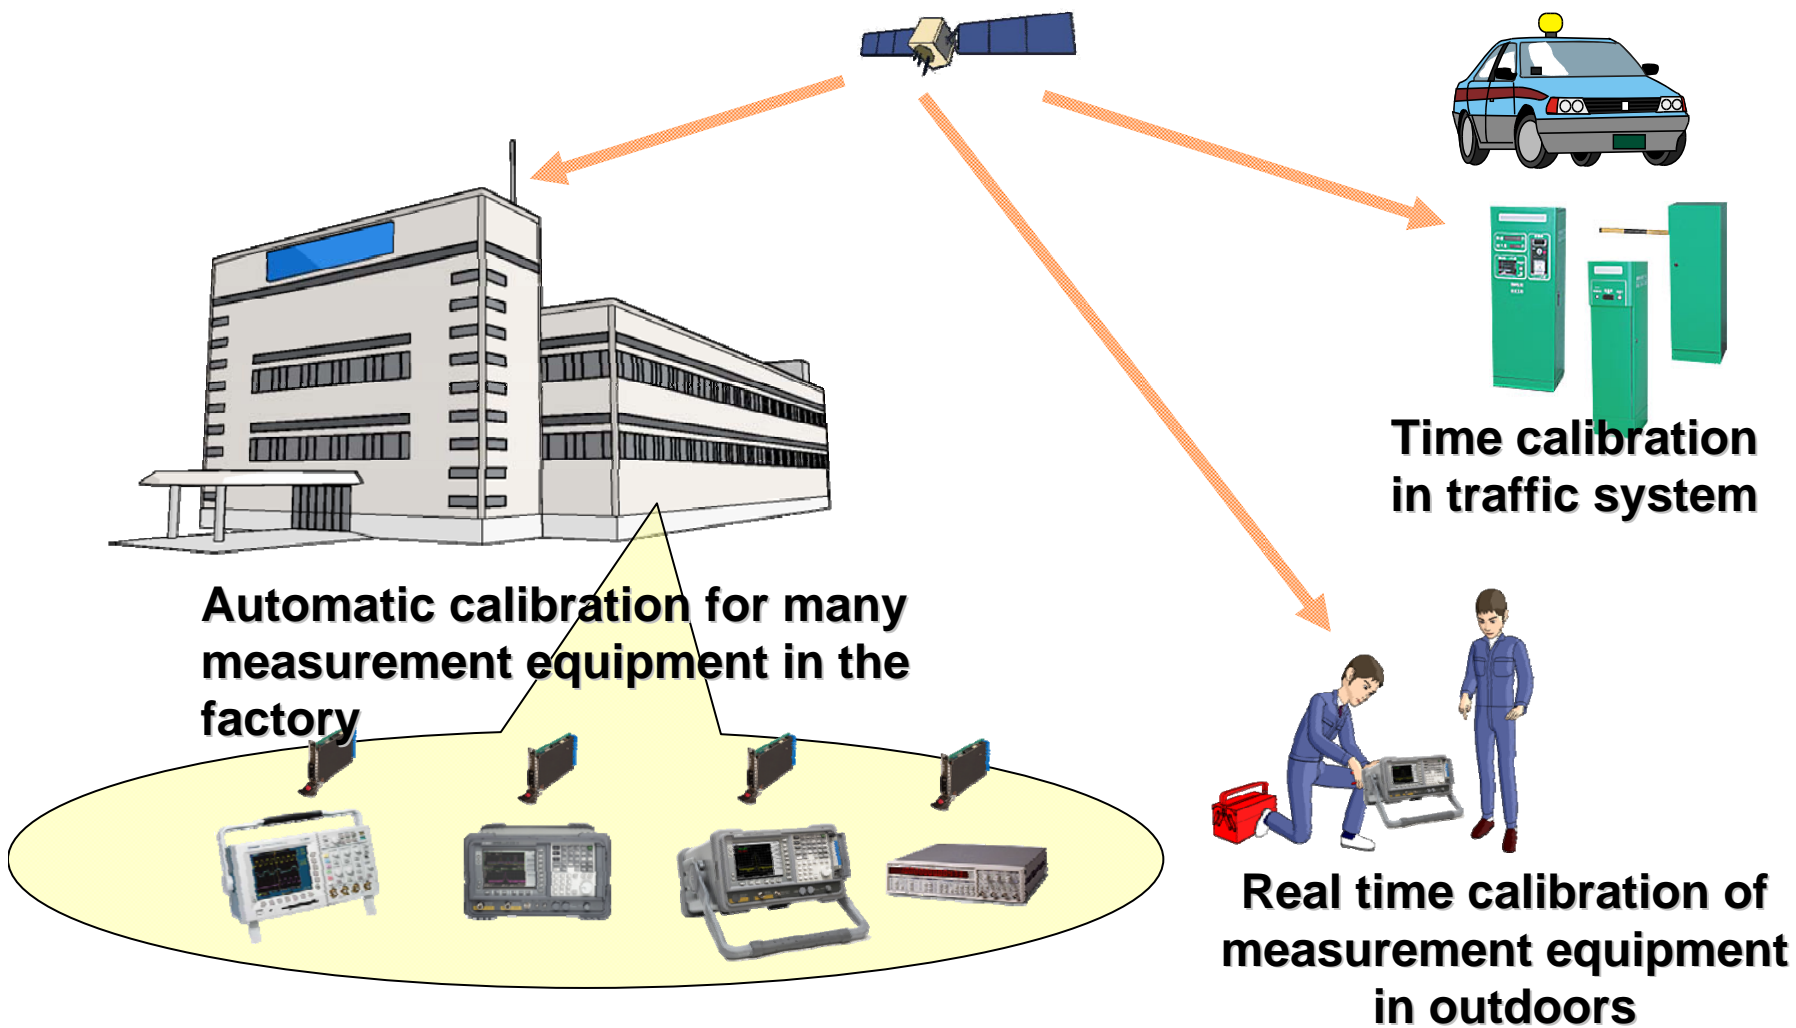 Time calibration
in traffic system
Automatic calibration for many
measurement equipment in the
factory
Real time calibration of
measurement equipment
in outdoors